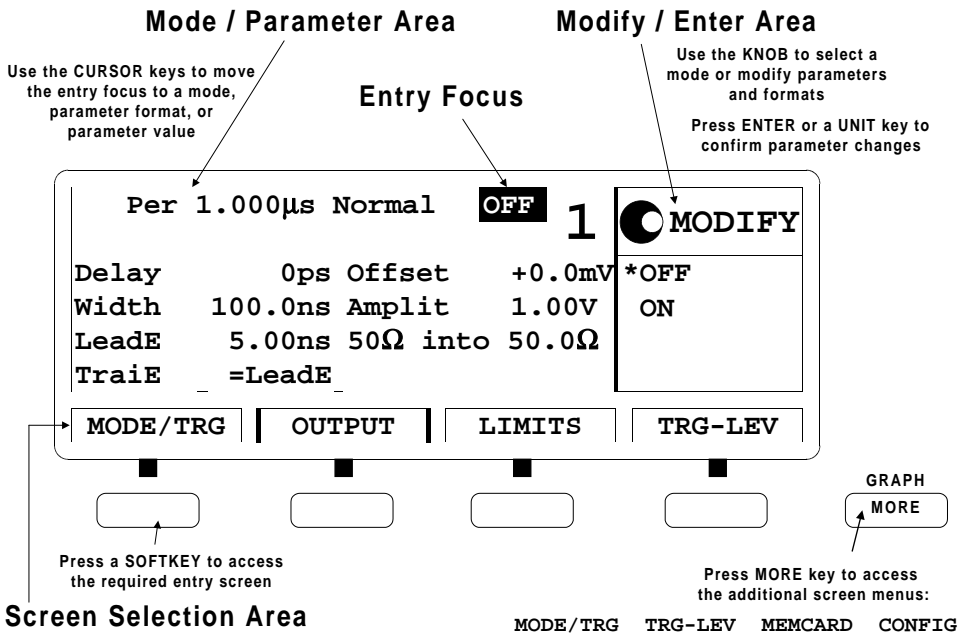 Mode / Parameter Area
Modify / Enter Area
Use the CURSOR keys to move
the entry focus to a mode,
parameter format, or
parameter value
Entry Focus
Use the KNOB to select a
mode or modify parameters
and formats
Press ENTER or a UNIT key to
confirm parameter changes
Per 1.000µs Normal OFF 1 MODIFY
Delay 0ps Offset +0.0mV *OFF
Width 100.0ns Amplit 1.00V ON
LeadE 5.00ns 50Ω into 50.0Ω
TraiE =LeadE
MODE/TRG OUTPUT LIMITS TRG-LEV
GRAPH
MORE
Press a SOFTKEY to access
the required entry screen
Press MORE key to access
the additional screen menus:
Screen Selection Area
MODE/TRG TRG-LEV MEMCARD CONFIG